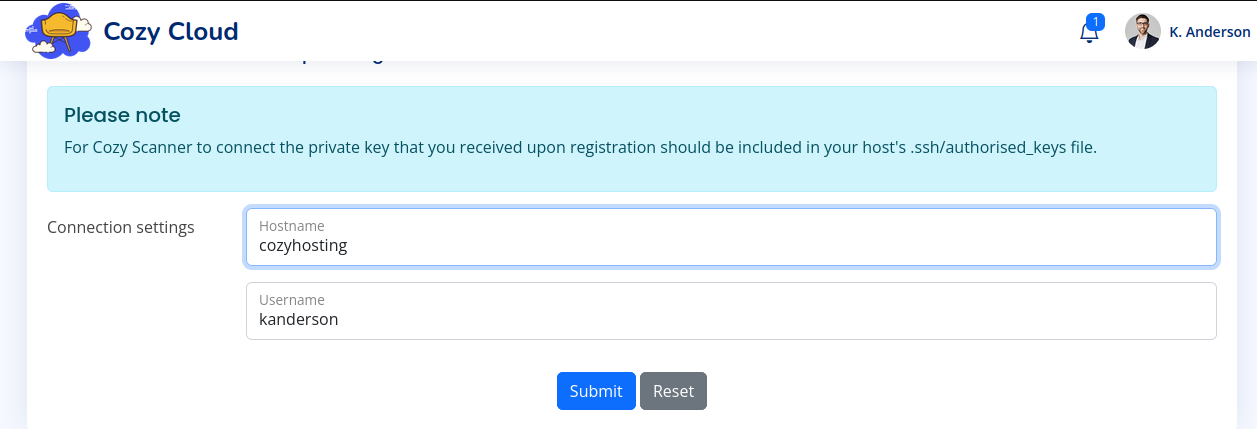 Cozy Cloud
1
K. Anderson
Please note
For Cozy Scanner to connect the private key that you received upon registration should be included in your host's .ssh/authorised_keys file.
Connection settings
Hostname
cozyhosting
Username
kanderson
Submit Reset